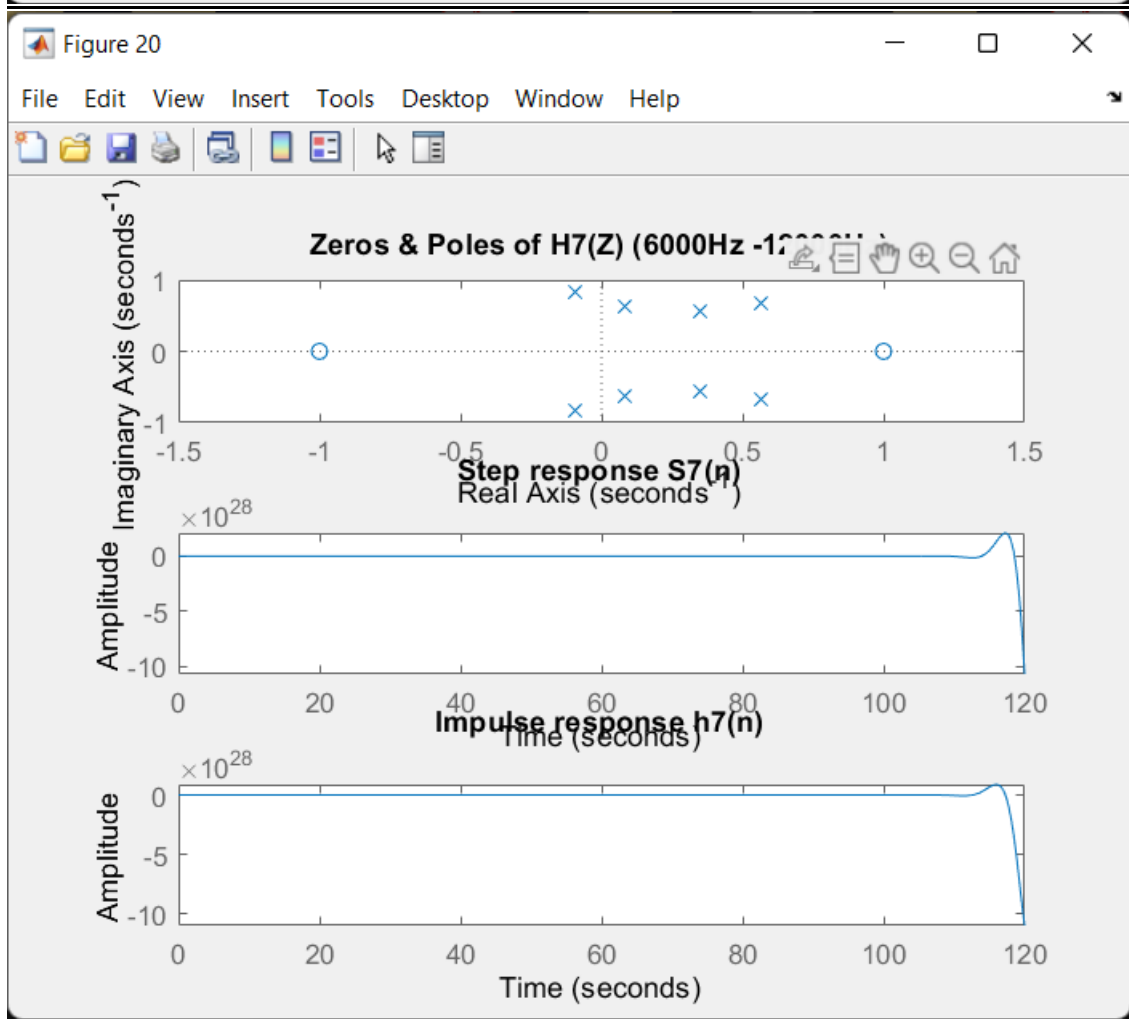 Figure 20
File Edit View Insert Tools Desktop Window Help
Zeros & Poles of H7(Z) (6000Hz
Imaginary Axis (seconds⁻¹)
1
0
-1
-1.5 -1 -0.5 0 0.5 1 1.5
Real Axis (seconds⁻¹)
Step response S7(n)
×10²⁸
Amplitude
0
-5
-10
0 20 40 60 80 100 120
Time (seconds)
Impulse response h7(n)
×10²⁸
Amplitude
0
-5
-10
0 20 40 60 80 100 120
Time (seconds)